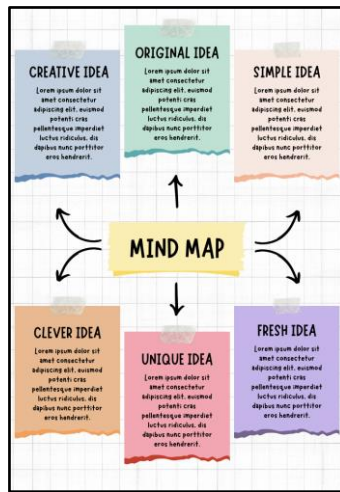 CREATIVE IDEA
Lorem ipsum dolor sit
amet consectetur
adipiscing elit, euismod
potenti cras
pellentesque imperdiet
luctus ridiculus, dis
dapibus nunc porttitor
eros hendrerit.
ORIGINAL IDEA
Lorem ipsum dolor sit
amet consectetur
adipiscing elit, euismod
potenti cras
pellentesque imperdiet
luctus ridiculus, dis
dapibus nunc porttitor
eros hendrerit.
SIMPLE IDEA
Lorem ipsum dolor sit
amet consectetur
adipiscing elit, euismod
potenti cras
pellentesque imperdiet
luctus ridiculus, dis
dapibus nunc porttitor
eros hendrerit.
MIND MAP
CLEVER IDEA
Lorem ipsum dolor sit
amet consectetur
adipiscing elit, euismod
potenti cras
pellentesque imperdiet
luctus ridiculus, dis
dapibus nunc porttitor
eros hendrerit.
UNIQUE IDEA
Lorem ipsum dolor sit
amet consectetur
adipiscing elit, euismod
potenti cras
pellentesque imperdiet
luctus ridiculus, dis
dapibus nunc porttitor
eros hendrerit.
FRESH IDEA
Lorem ipsum dolor sit
amet consectetur
adipiscing elit, euismod
potenti cras
pellentesque imperdiet
luctus ridiculus, dis
dapibus nunc porttitor
eros hendrerit.